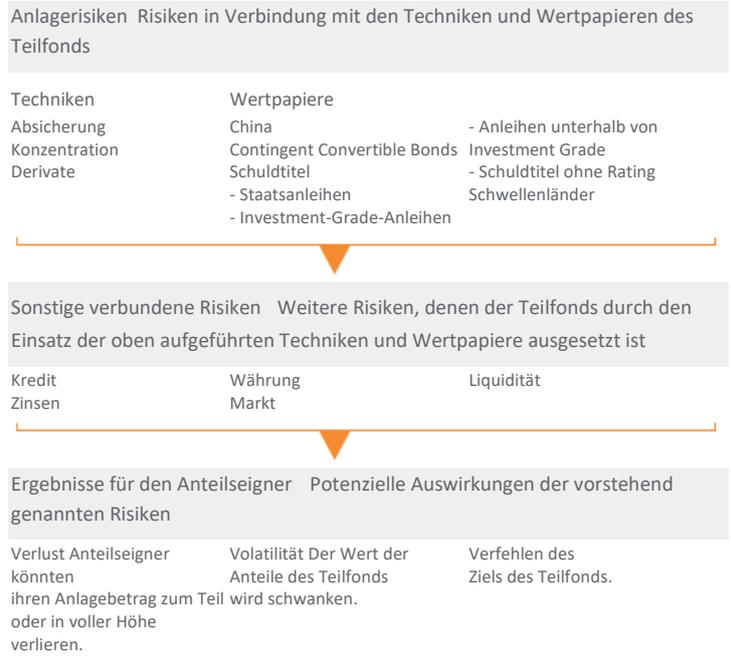 Anlagerisiken Risiken in Verbindung mit den Techniken und Wertpapieren des
Teilfonds
Techniken
Absicherung
Konzentration
Derivate
Wertpapiere
China
Contingent Convertible Bonds
Schuldtitel
- Staatsanleihen
- Investment-Grade-Anleihen
- Anleihen unterhalb von
Investment Grade
- Schuldtitel ohne Rating
Schwellenländer
Sonstige verbundene Risiken Weitere Risiken, denen der Teilfonds durch den
Einsatz der oben aufgeführten Techniken und Wertpapiere ausgesetzt ist
Kredit
Zinsen
Währung
Markt
Liquidität
Ergebnisse für den Anteilseigner Potenzielle Auswirkungen der vorstehend
genannten Risiken
Verlust Anteilseigner
könnten
ihren Anlagebetrag zum Teil
oder in voller Höhe
verlieren.
Volatilität Der Wert der
Anteile des Teilfonds
wird schwanken.
Verfehlen des
Ziels des Teilfonds.